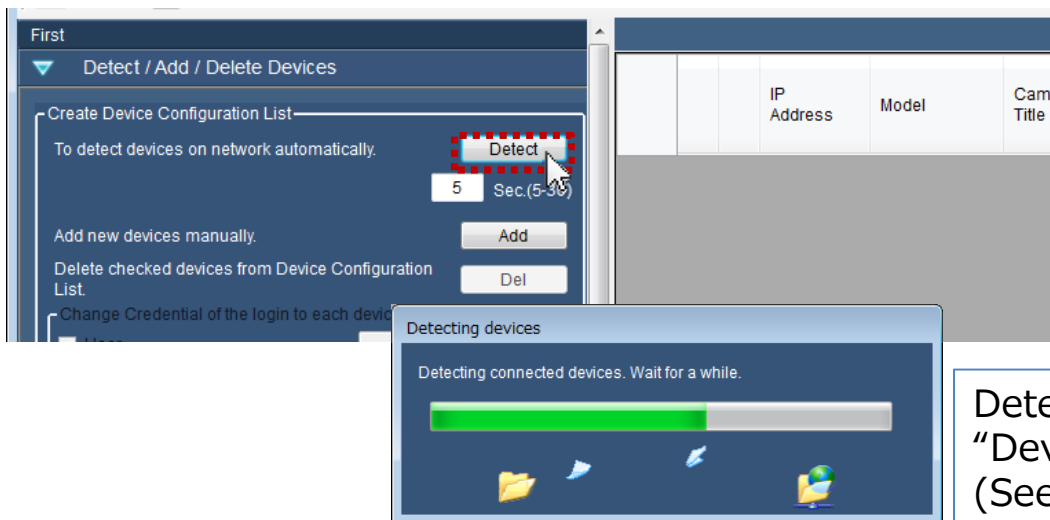 First
Detect / Add / Delete Devices
Create Device Configuration List
To detect devices on network automatically.
Detect
5 Sec.(5-30)
Add new devices manually.
Add
Delete checked devices from Device Configuration
List.
Del
Change Credential of the login to each devic
IP
Address
Model
Cam
Title
Detecting devices
Detecting connected devices. Wait for a while.
Dete
“Dev
(See